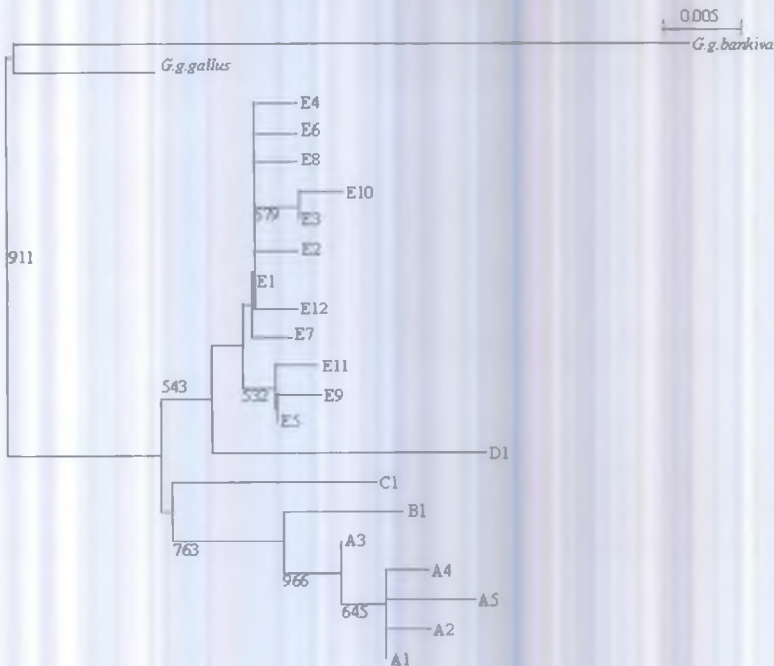 0.005
G.g.bankiva
G.g.gallus
E4
E6
E8
E10
579
E3
E2
911
E1
E12
E7
E11
543
532
E9
E5
D1
C1
B1
763
A3
966
A4
A5
645
A2
A1